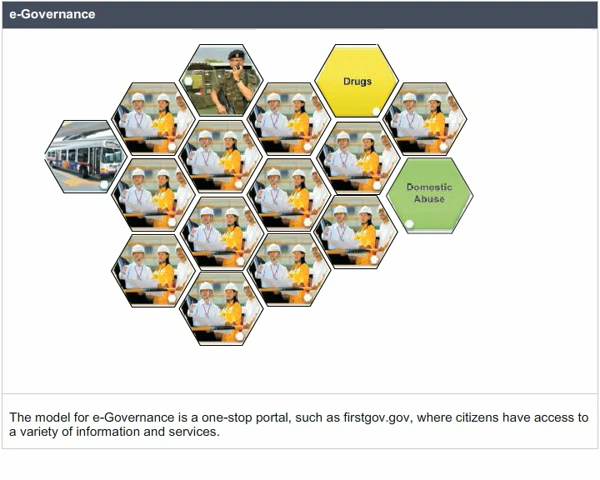 e-Governance
Drugs
Domestic
Abuse
The model for e-Governance is a one-stop portal, such as firstgov.gov, where citizens have access to
a variety of information and services.